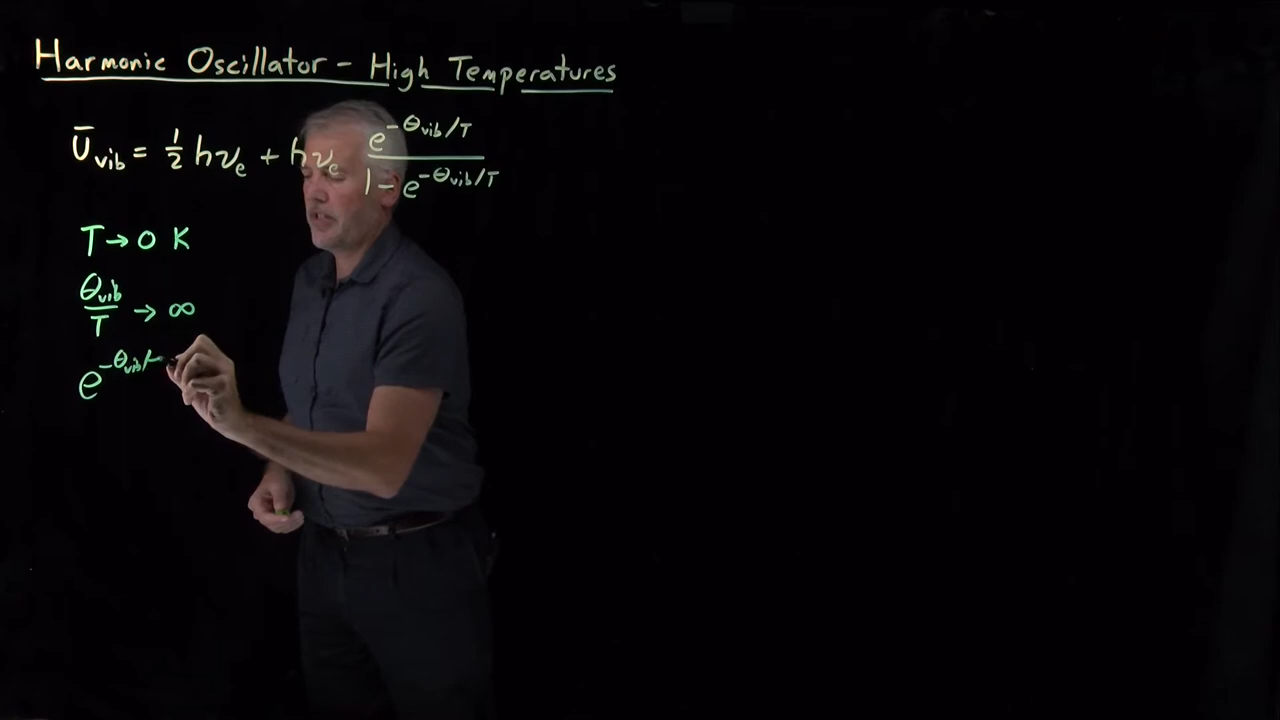 Harmonic Oscillator - High Temperatures
Ū_vib = 1/2 hν_e + hν_e e^(-Θ_vib/T) / (1 - e^(-Θ_vib/T))
T → 0 K
Θ_vib/T → ∞
e^(-Θ_vib/